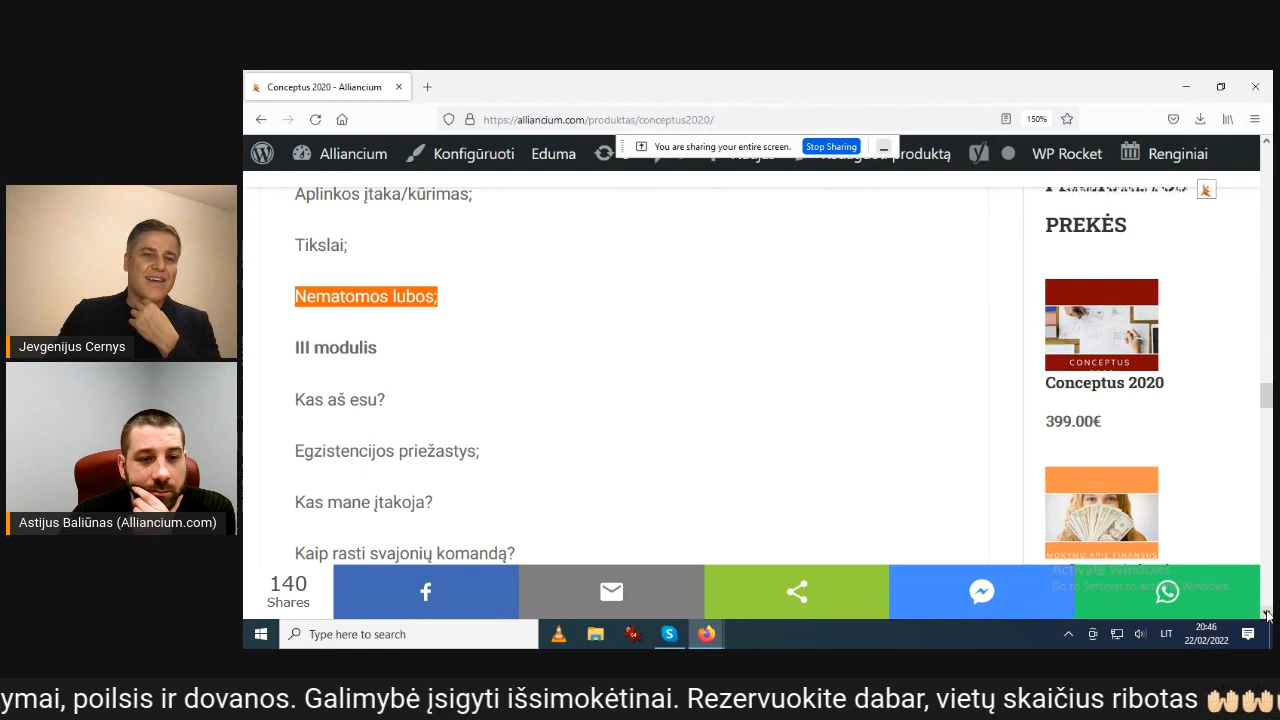 Conceptus 2020 - Alliancium
https://alliancium.com/produktas/conceptus2020/
150%
You are sharing your entire screen.
Stop Sharing
Alliancium
Konfigūruoti
Eduma
produktą
WP Rocket
Renginiai
Aplinkos įtaka/kūrimas;
Tikslai;
Nematomos lubos;
III modulis
Kas aš esu?
Egzistencijos priežastys;
Kas mane įtakoja?
Kaip rasti svajonių komandą?
PREKĖS
CONCEPTUS
Conceptus 2020
399.00€
MOKYMŲ APIE FINANSUS
Activate Windows
Go to Settings to activate Windows.
140
Shares
Jevgenijus Cernys
Astijus Baliūnas (Alliancium.com)
Type here to search
LIT
20:46
22/02/2022
ymai, poilsis ir dovanos. Galimybė įsigyti išsimokėtinai. Rezervuokite dabar, vietų skaičius ribotas